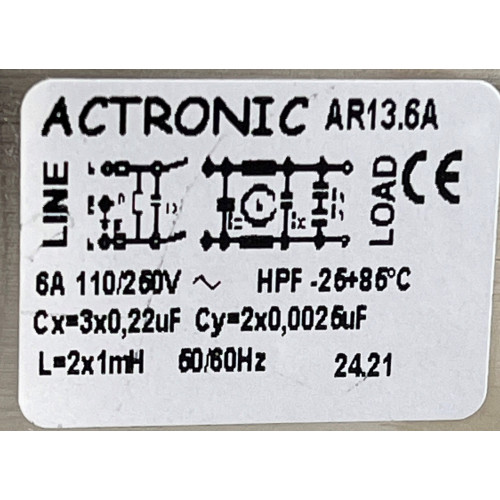 ACTRONIC AR13.6A
LINE
LOAD
CE
6A 110/250V ~ HPF -25+85°C
Cx=3x0,22uF Cy=2x0,0025uF
L=2x1mH 50/60Hz 24.21